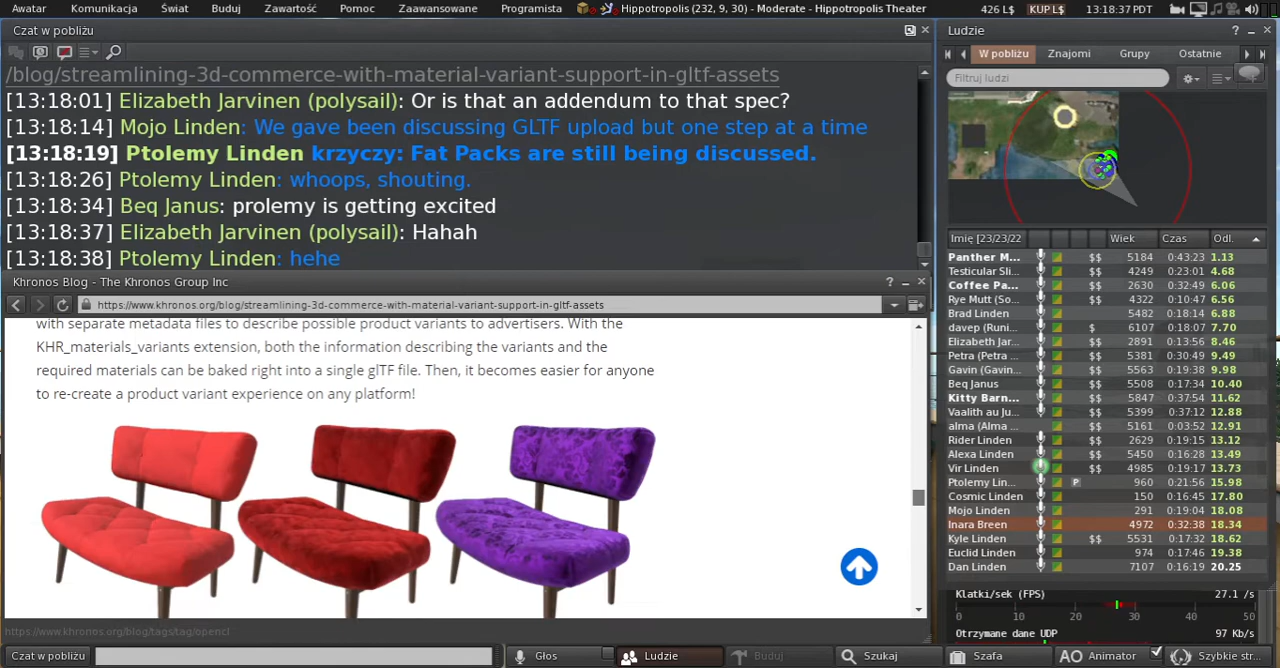 Awatar Komunikacja Świat Buduj Zawartość Pomoc Zaawansowane Programista Hippotropolis (232, 9, 30) - Moderate - Hippotropolis Theater 426 L$ KUP L$ 13:18:37 PDT
Czat w pobliżu
/blog/streamlining-3d-commerce-with-material-variant-support-in-gltf-assets
[13:18:01] Elizabeth Jarvinen (polysail): Or is that an addendum to that spec?
[13:18:14] Mojo Linden: We gave been discussing GLTF upload but one step at a time
[13:18:19] Ptolemy Linden krzyczy: Fat Packs are still being discussed.
[13:18:26] Ptolemy Linden: whoops, shouting.
[13:18:34] Beq Janus: prolemy is getting excited
[13:18:37] Elizabeth Jarvinen (polysail): Hahah
[13:18:38] Ptolemy Linden: hehe
Khronos Blog - The Khronos Group Inc
https://www.khronos.org/blog/streamlining-3d-commerce-with-material-variant-support-in-gltf-assets
with separate metadata files to describe possible product variants to advertisers. With the
KHR_materials_variants extension, both the information describing the variants and the
required materials can be baked right into a single glTF file. Then, it becomes easier for anyone
to re-create a product variant experience on any platform!
https://www.khronos.org/blog/tags/tag/opencl
Ludzie
W pobliżu Znajomi Grupy Ostatnie
Filtruj ludzi
Imię [23/23/22 Wiek Czas Odl.
Panther M... $$ 5184 0:43:23 1.13
Testicular Sli... $$ 4249 0:23:01 4.68
Coffee Pa... $$ 2630 0:32:49 6.06
Rye Mutt (So... $$ 4322 0:10:47 6.56
Brad Linden 5482 0:18:14 6.88
davep (Runi... $ 6107 0:18:07 7.70
Elizabeth Jar... $$ 2891 0:13:56 8.46
Petra (Petra ... $$ 5381 0:30:49 9.49
Gavin (Gavin... $$ 5563 0:19:38 9.98
Beq Janus $$ 5508 0:17:34 10.40
Kitty Barn... $$ 5847 0:37:54 11.62
Vaalith au Ju... $$ 5399 0:37:12 12.88
alma (Alma ... $$ 5161 0:03:52 12.91
Rider Linden $$ 2629 0:19:15 13.12
Alexa Linden $$ 5450 0:16:28 13.49
Vir Linden $$ 4985 0:19:17 13.73
Ptolemy Lin... P 960 0:21:56 15.98
Cosmic Linden 150 0:16:45 17.80
Mojo Linden 291 0:19:04 18.08
Inara Breen 4972 0:32:38 18.34
Kyle Linden $$ 5531 0:17:32 18.62
Euclid Linden 974 0:17:46 19.38
Dan Linden 7107 0:16:19 20.25
Klatki/sek (FPS) 27.1 /s
0 10 20 30 40 50
Otrzymane dane UDP 97 Kb/s
Czat w pobliżu Głos Ludzie Buduj Szukaj Szafa AO Animator Szybkie str...